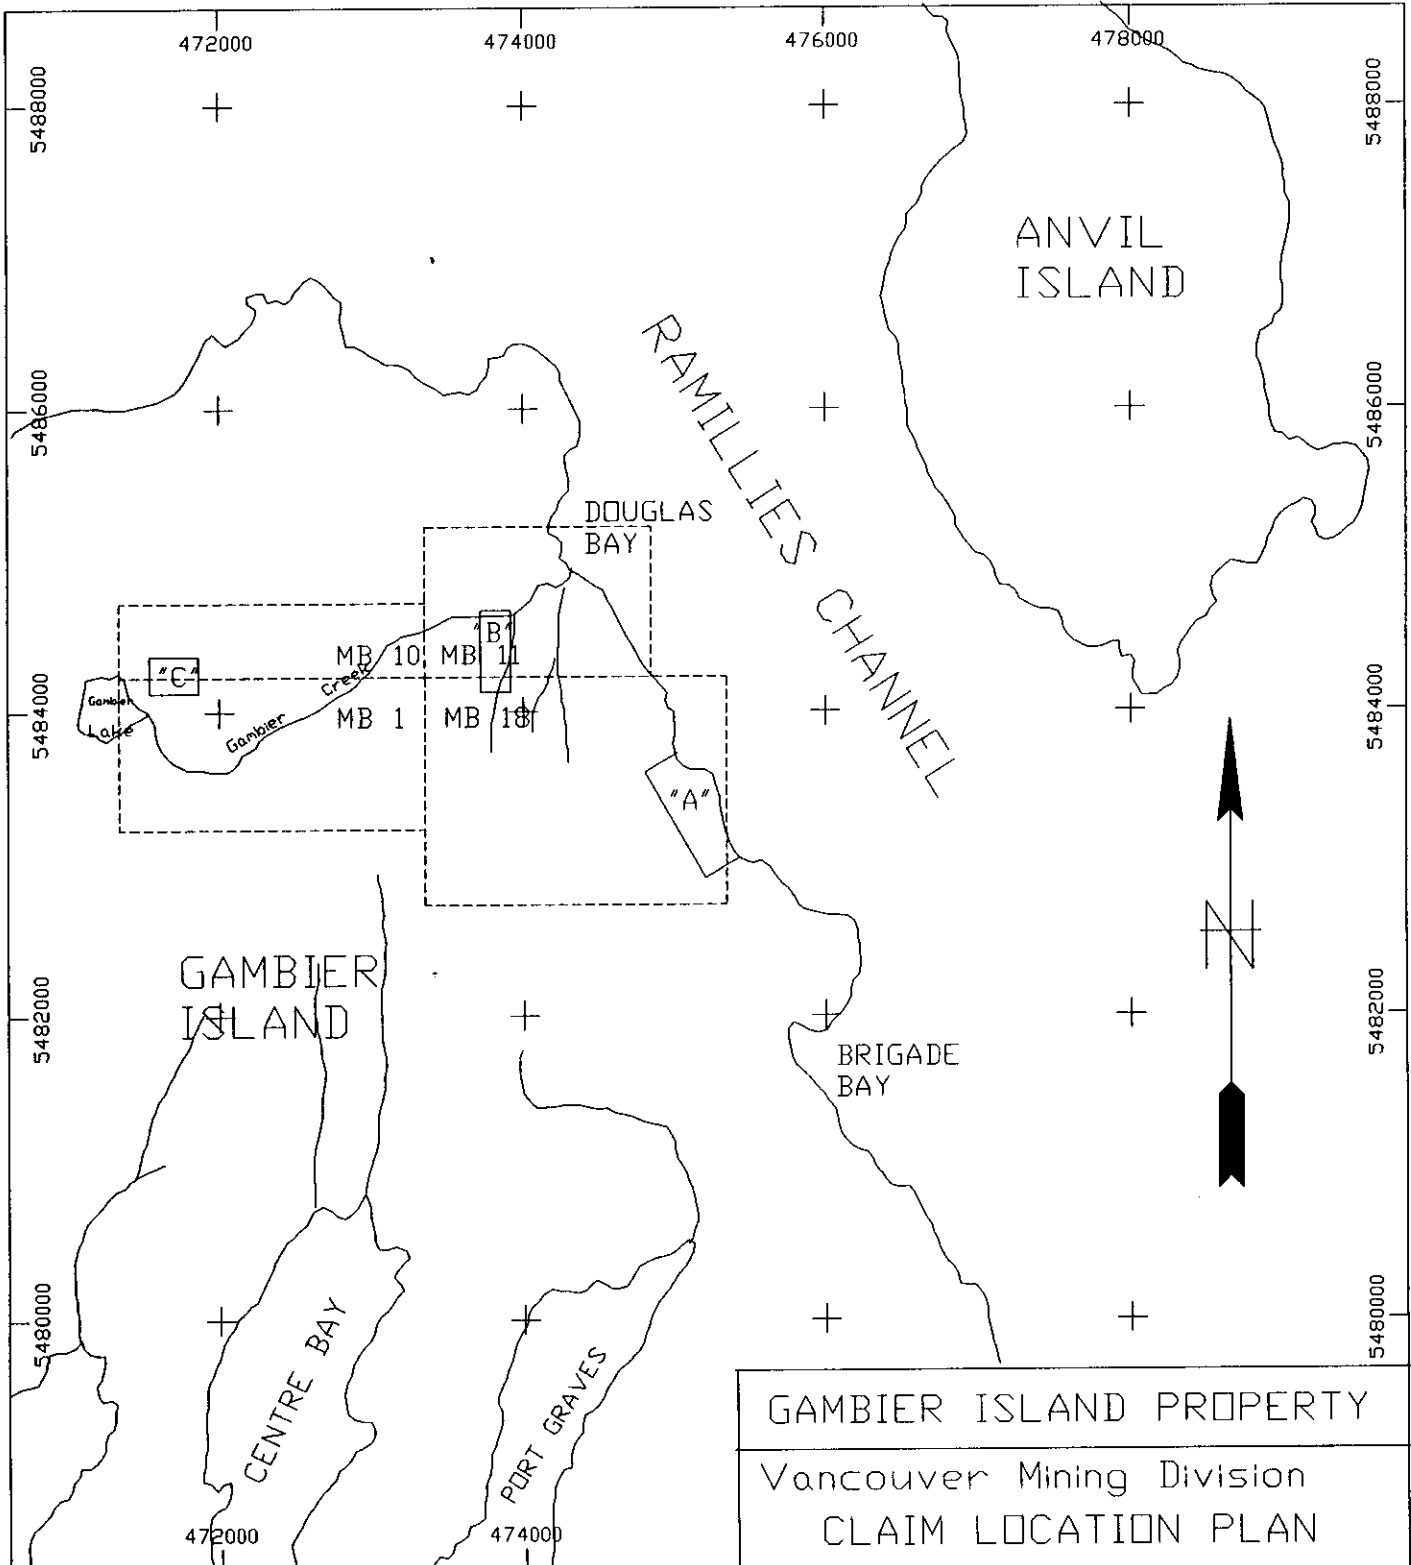 472000
474000
476000
478000
5488000
5488000
ANVIL
ISLAND
RAMILLIES CHANNEL
5486000
5486000
DOUGLAS
BAY
"B"
MB 10
MB 11
"C"
Gambier
Lake
Gambier Creek
MB 1
MB 18
5484000
5484000
"A"
N
GAMBIER
ISLAND
5482000
5482000
BRIGADE
BAY
5480000
5480000
CENTRE BAY
PORT GRAVES
472000
474000
GAMBIER ISLAND PROPERTY
Vancouver Mining Division
CLAIM LOCATION PLAN